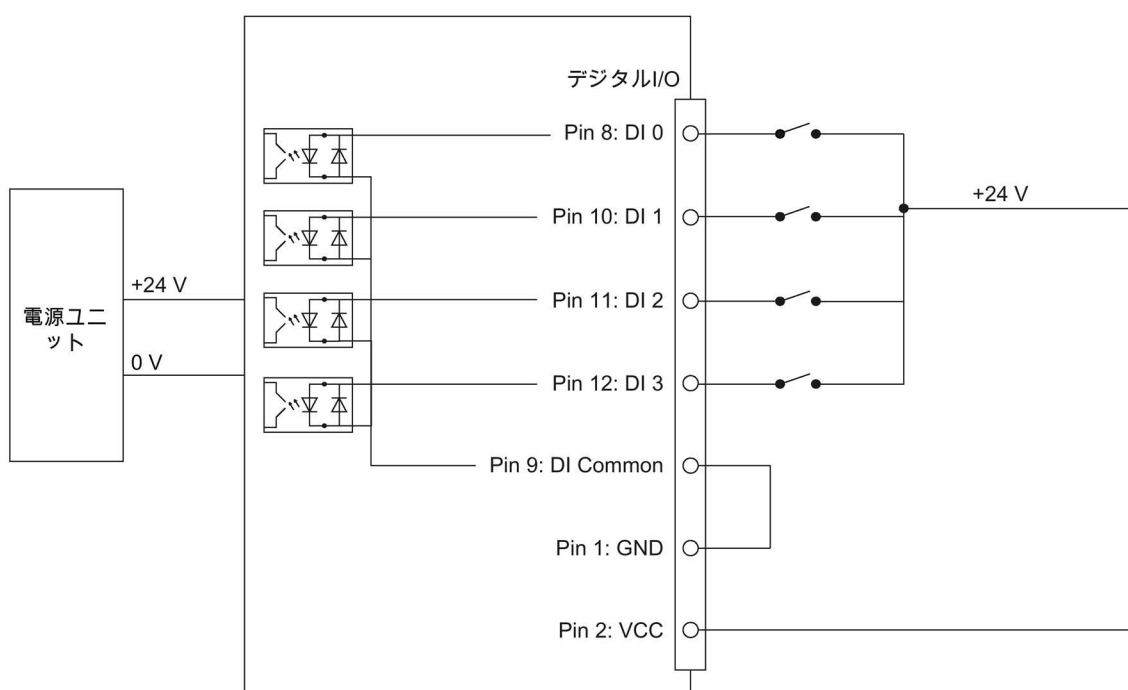 デジタルI/O
Pin 8: DI 0
Pin 10: DI 1
+24 V
+24 V
Pin 11: DI 2
電源ユニ
ット
0 V
Pin 12: DI 3
Pin 9: DI Common
Pin 1: GND
Pin 2: VCC